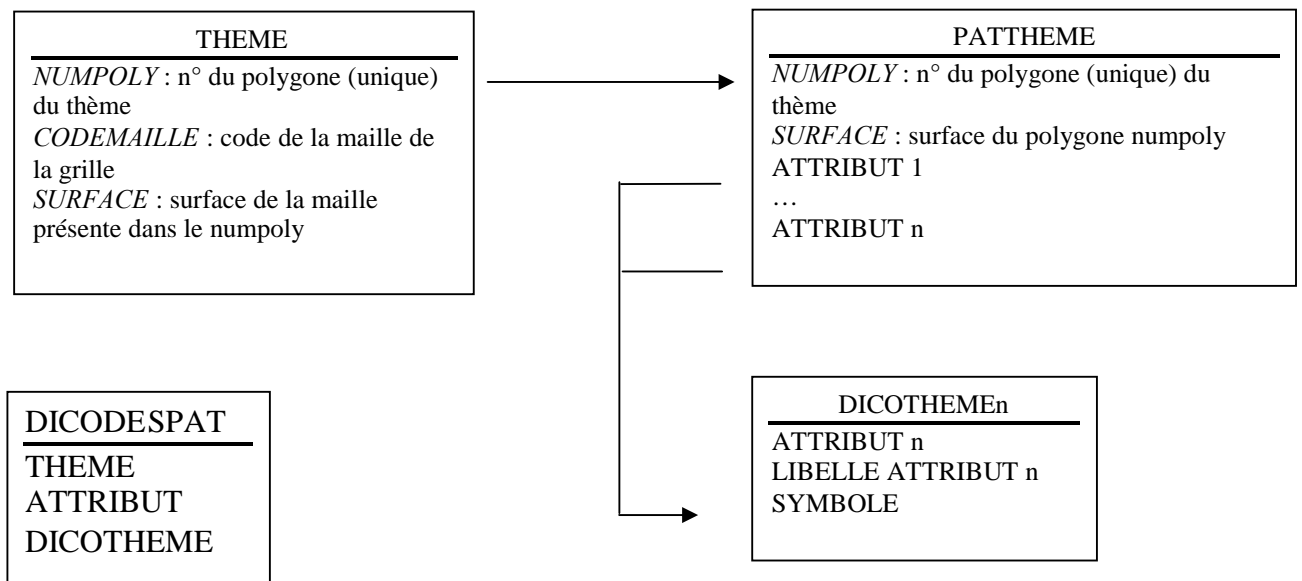 THEME
NUMPOLY : n° du polygone (unique)
du thème
CODEMAILLE : code de la maille de
la grille
SURFACE : surface de la maille
présente dans le numpoly
PATTHEME
NUMPOLY : n° du polygone (unique) du
thème
SURFACE : surface du polygone numpoly
ATTRIBUT 1
…
ATTRIBUT n
DICODESPAT
THEME
ATTRIBUT
DICOTHEME
DICOTHEMEn
ATTRIBUT n
LIBELLE ATTRIBUT n
SYMBOLE